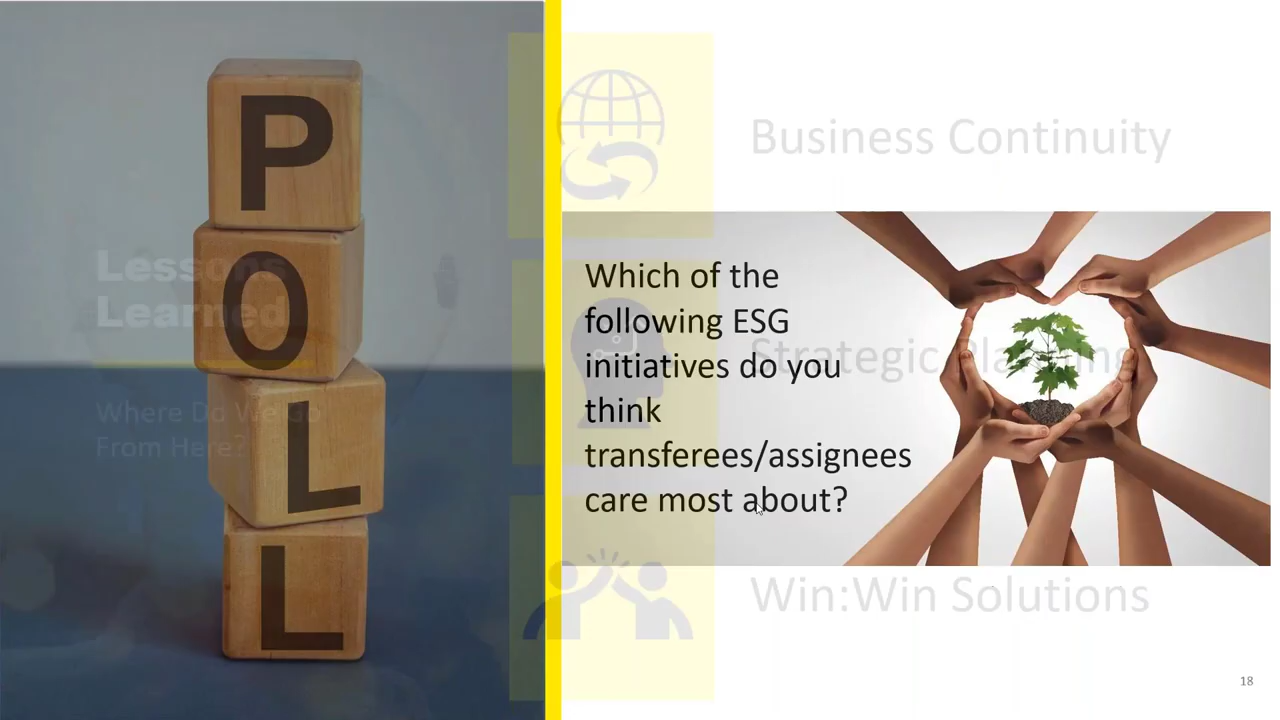 P
O
L
L
Lessons
Learned
Where Do We Go
From Here?
Business Continuity
Which of the
following ESG
initiatives do you
think
transferees/assignees
care most about?
Strategic Planning
Win:Win Solutions
18